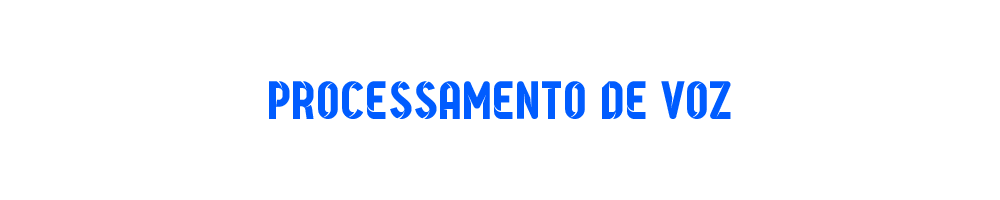 PROCESSAMENTO DE VOZ